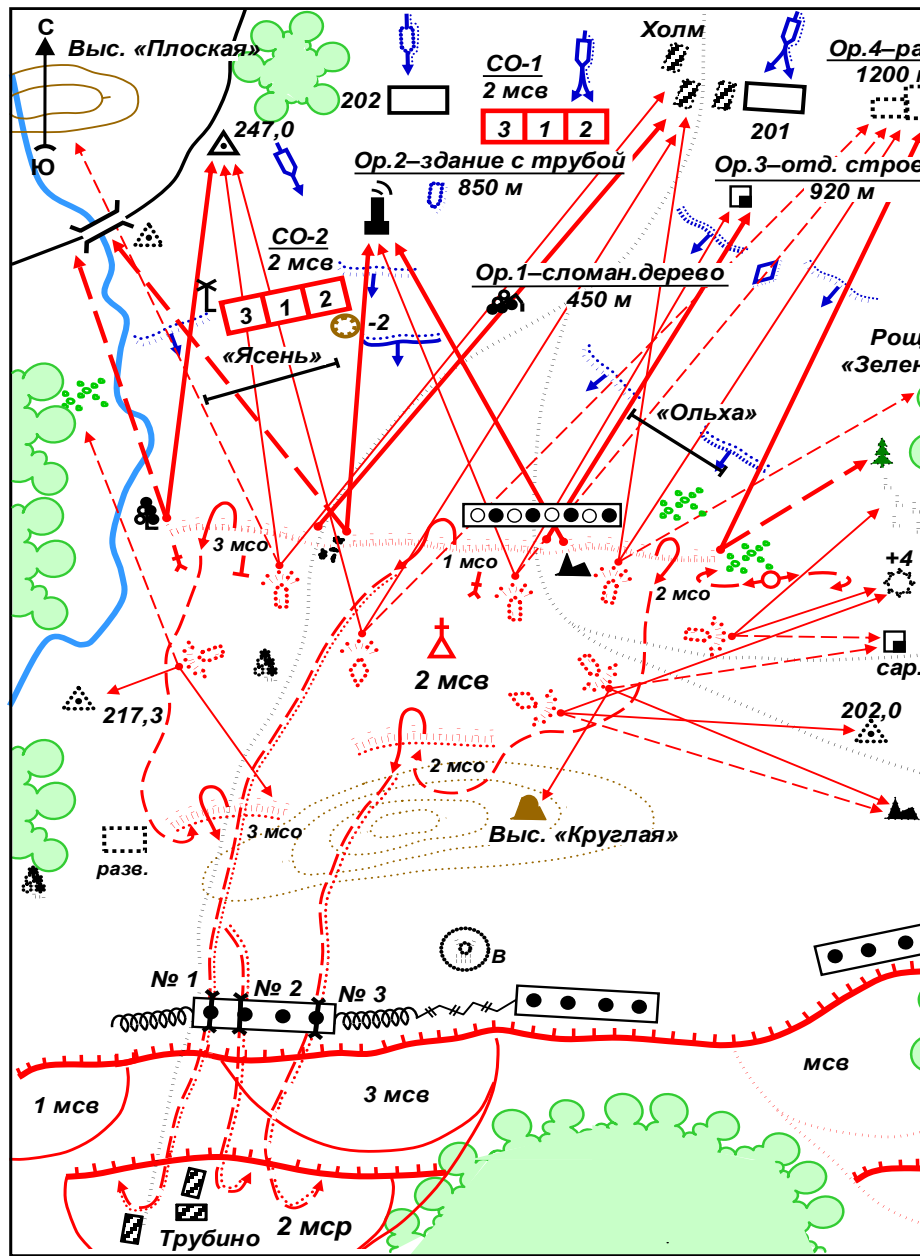 С
Выс. «Плоская»
Ю
247,0
202
СО-1
2 мсв
3 1 2
Холм
201
Ор.4–ра
1200
Ор.2–здание с трубой
850 м
Ор.3–отд. строе
920 м
СО-2
2 мсв
3 1 2
-2
Ор.1–сломан.дерево
450 м
«Ясень»
«Ольха»
Рощ
«Зелен
3 мсо
1 мсо
2 мсо
+4
2 мсв
сар.
217,3
202,0
2 мсо
3 мсо
Выс. «Круглая»
разв.
В
№ 1
№ 2
№ 3
1 мсв
3 мсв
мсв
2 мср
Трубино